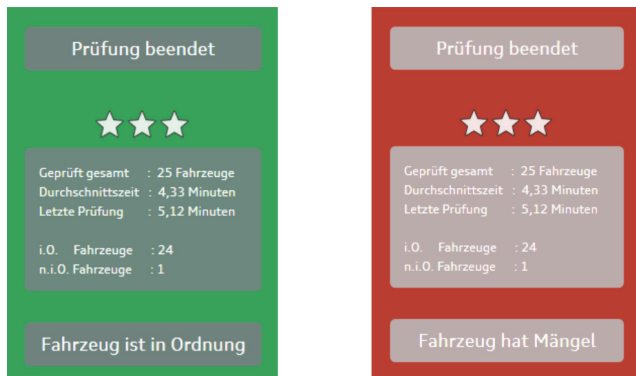 Prüfung beendet
Geprüft gesamt : 25 Fahrzeuge
Durchschnittszeit : 4,33 Minuten
Letzte Prüfung : 5,12 Minuten
i.O. Fahrzeuge : 24
n.i.O. Fahrzeuge : 1
Fahrzeug ist in Ordnung
Prüfung beendet
Geprüft gesamt : 25 Fahrzeuge
Durchschnittszeit : 4,33 Minuten
Letzte Prüfung : 5,12 Minuten
i.O. Fahrzeuge : 24
n.i.O. Fahrzeuge : 1
Fahrzeug hat Mängel